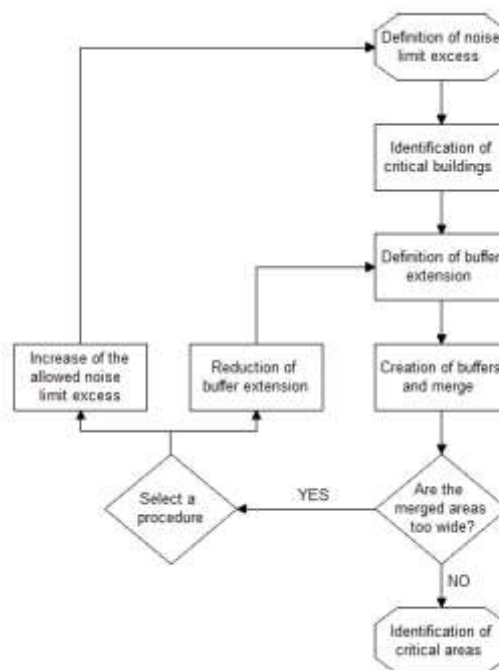 Definition of noise
limit excess
Identification of
critical buildings
Definition of buffer
extension
Increase of the
allowed noise
limit excess
Reduction of
buffer extension
Creation of buffers
and merge
Select a
procedure
YES
Are the
merged areas
too wide?
NO
Identification of
critical areas